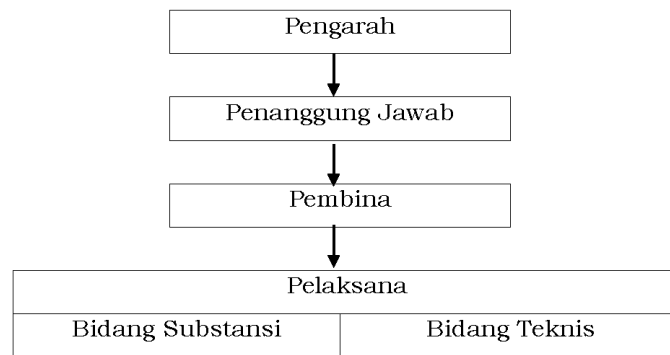 Pengarah
Penanggung Jawab
Pembina
Pelaksana
Bidang Substansi Bidang Teknis